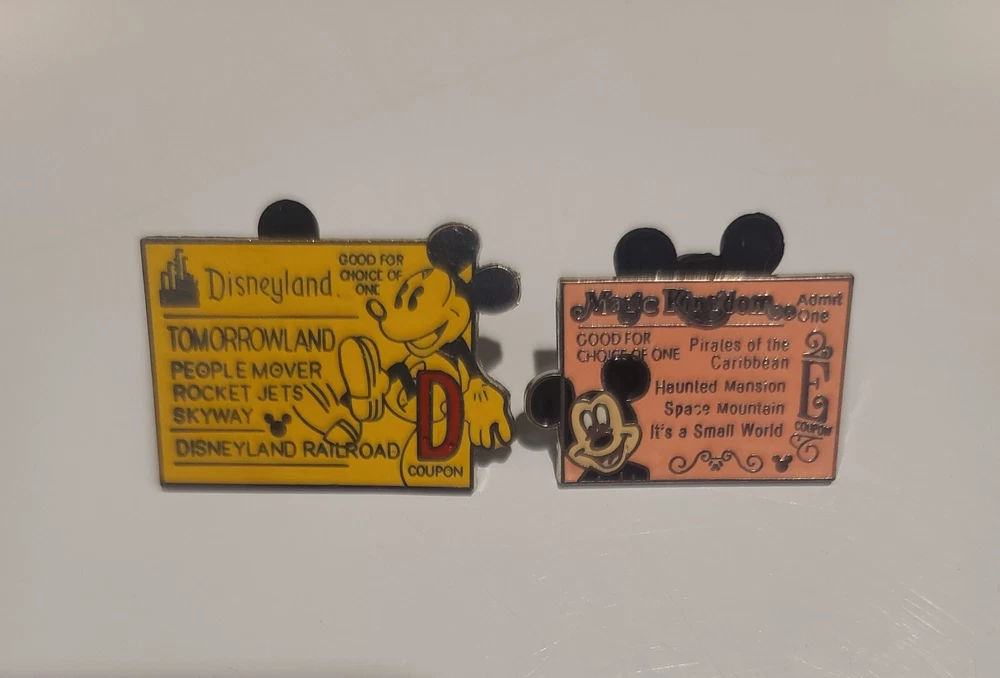 Disneyland
GOOD FOR
CHOICE OF
ONE
TOMORROWLAND
PEOPLE MOVER
ROCKET JETS
SKYWAY
DISNEYLAND RAILROAD
D
COUPON
Magic Kingdom
Admit
One
GOOD FOR
CHOICE OF ONE
Pirates of the
Caribbean
Haunted Mansion
Space Mountain
It's a Small World
E
COUPON